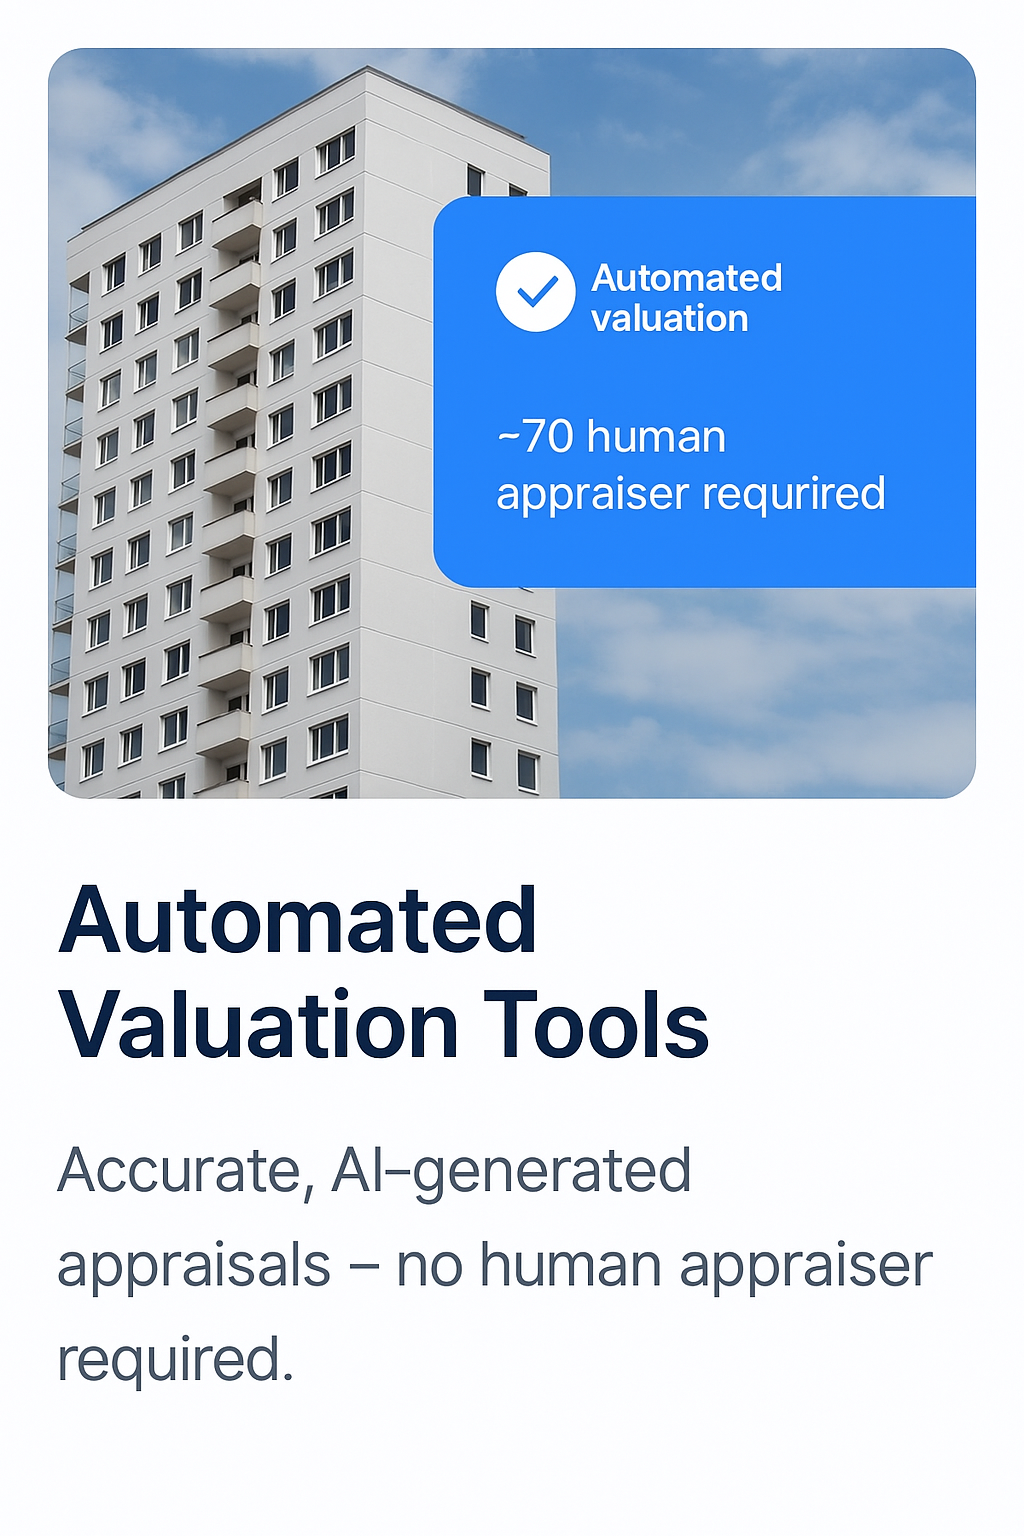 Automated
valuation
~70 human
appraiser requrired
Automated
Valuation Tools
Accurate, AI–generated
appraisals – no human appraiser
required.